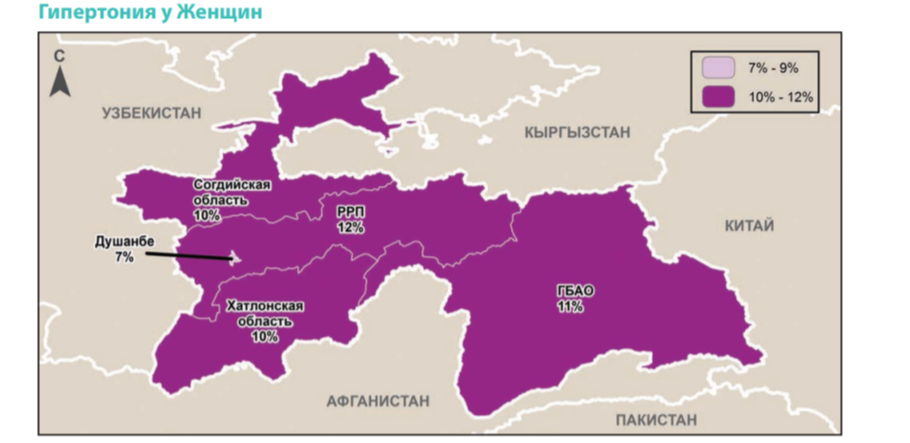 Гипертония у Женщин
С
7% - 9%
10% - 12%
УЗБЕКИСТАН
КЫРГЫЗСТАН
Согдийская
область
10%
РРП
12%
КИТАЙ
Душанбе
7%
ГБАО
11%
Хатлонская
область
10%
АФГАНИСТАН
ПАКИСТАН